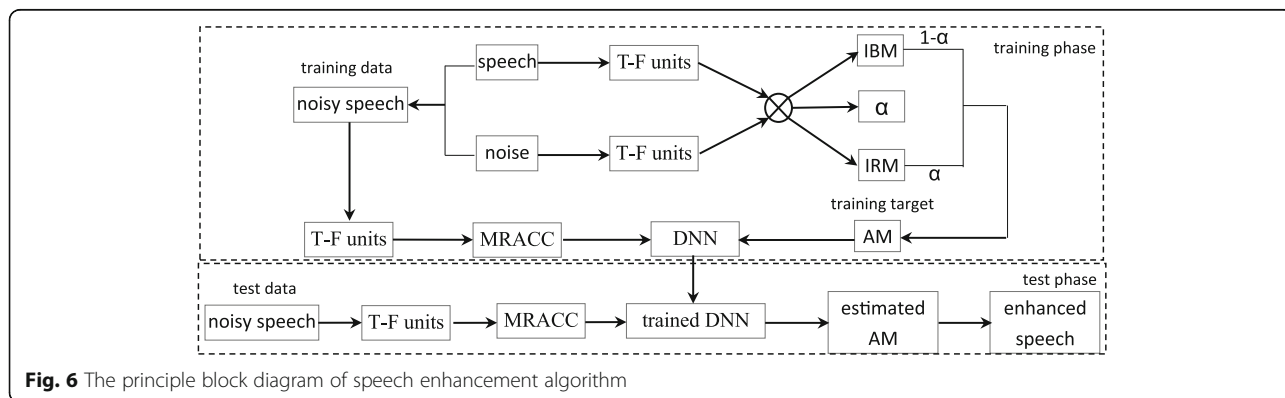 training phase
training data
noisy speech
speech
T-F units
noise
T-F units
IBM
1-α
α
IRM
α
training target
T-F units
MRACC
DNN
AM
test phase
test data
noisy speech
T-F units
MRACC
trained DNN
estimated
AM
enhanced
speech
Fig. 6 The principle block diagram of speech enhancement algorithm